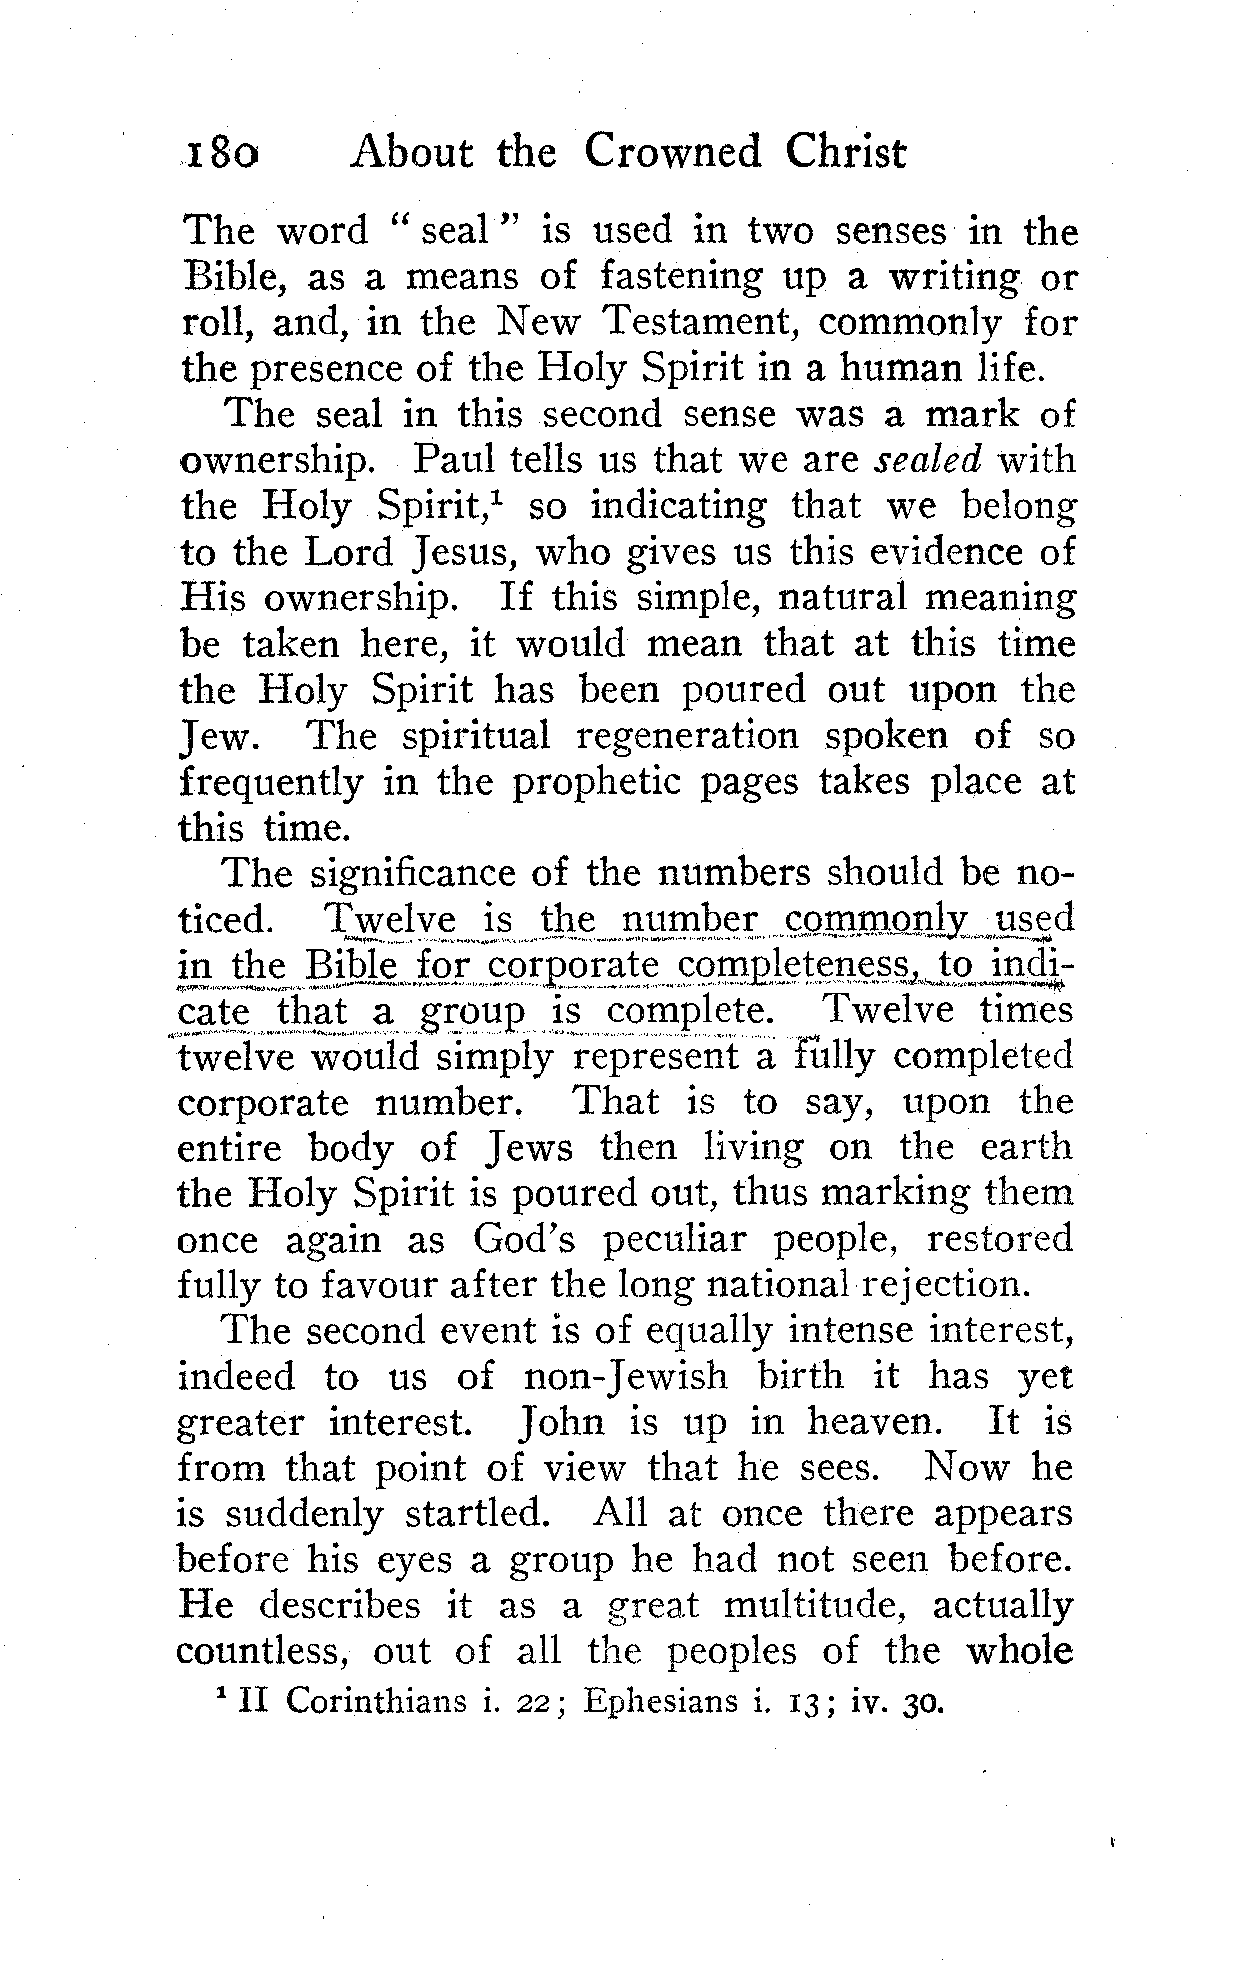 180 About the Crowned Christ
The word " seal " is used in two senses in the
Bible, as a means of fastening up a writing or
roll, and, in the New Testament, commonly for
the presence of the Holy Spirit in a human life.
The seal in this second sense was a mark of
ownership. Paul tells us that we are sealed with
the Holy Spirit,¹ so indicating that we belong
to the Lord Jesus, who gives us this evidence of
His ownership. If this simple, natural meaning
be taken here, it would mean that at this time
the Holy Spirit has been poured out upon the
Jew. The spiritual regeneration spoken of so
frequently in the prophetic pages takes place at
this time.
The significance of the numbers should be no-
ticed. Twelve is the number commonly used
in the Bible for corporate completeness, to indi-
cate that a group is complete. Twelve times
twelve would simply represent a fully completed
corporate number. That is to say, upon the
entire body of Jews then living on the earth
the Holy Spirit is poured out, thus marking them
once again as God's peculiar people, restored
fully to favour after the long national rejection.
The second event is of equally intense interest,
indeed to us of non-Jewish birth it has yet
greater interest. John is up in heaven. It is
from that point of view that he sees. Now he
is suddenly startled. All at once there appears
before his eyes a group he had not seen before.
He describes it as a great multitude, actually
countless, out of all the peoples of the whole
¹ II Corinthians i. 22; Ephesians i. 13; iv. 30.